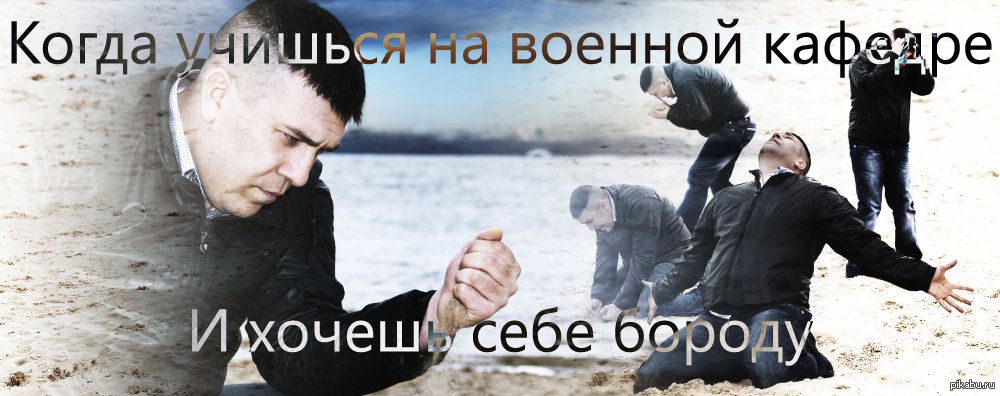 Когда учишься на военной кафедре
И хочешь себе бороду
pikabu.ru